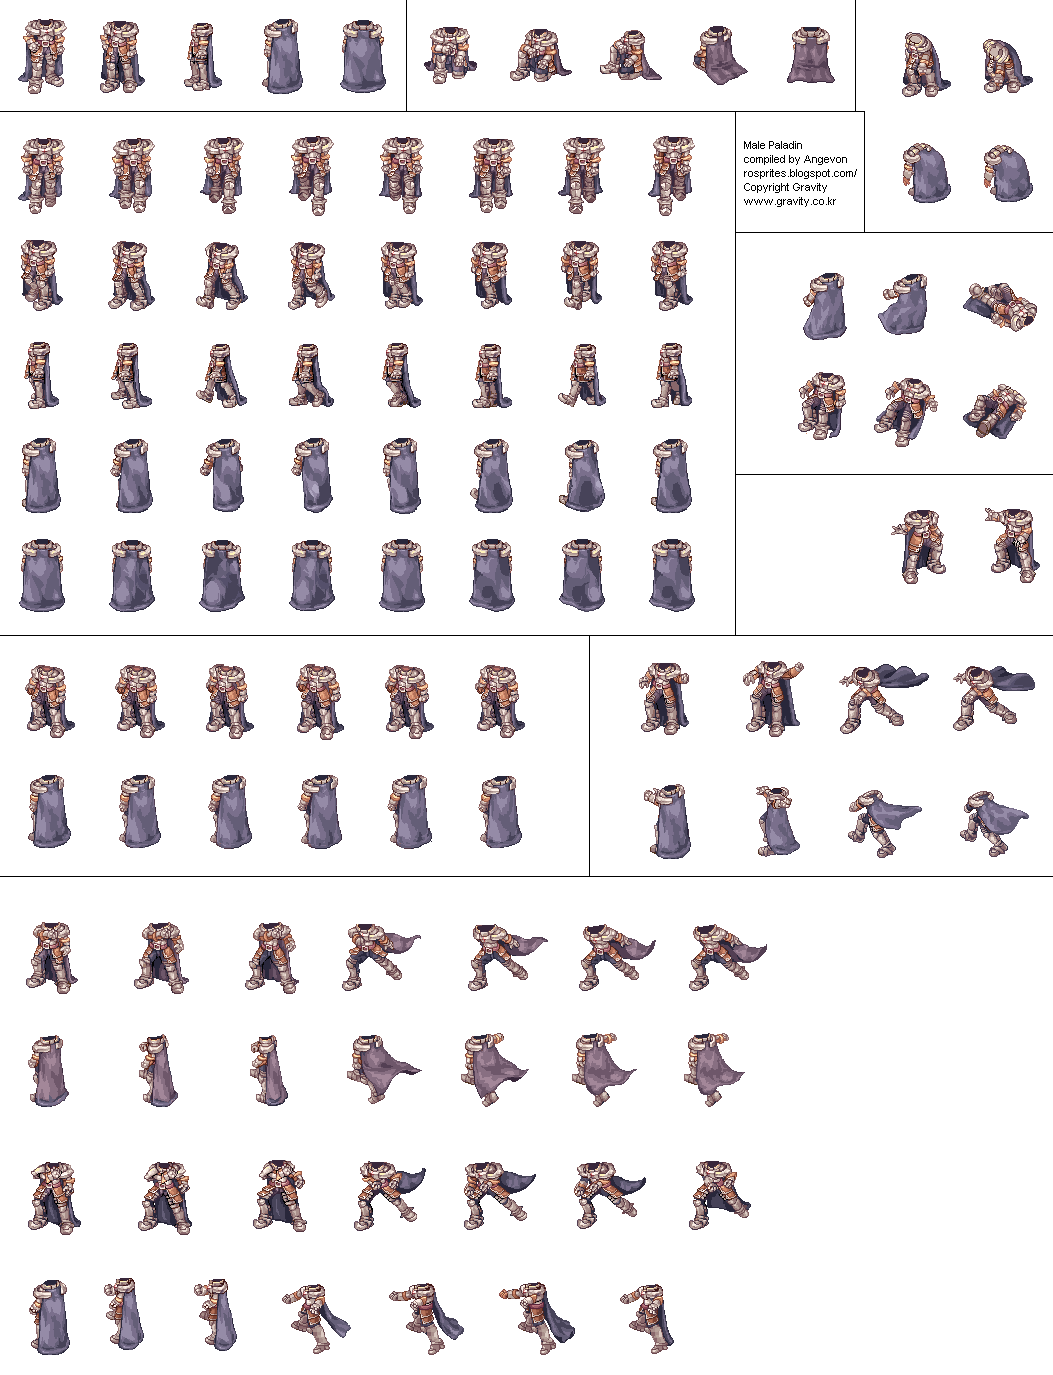 Male Paladin
compiled by Angevon
rosprites.blogspot.com/
Copyright Gravity
www.gravity.co.kr